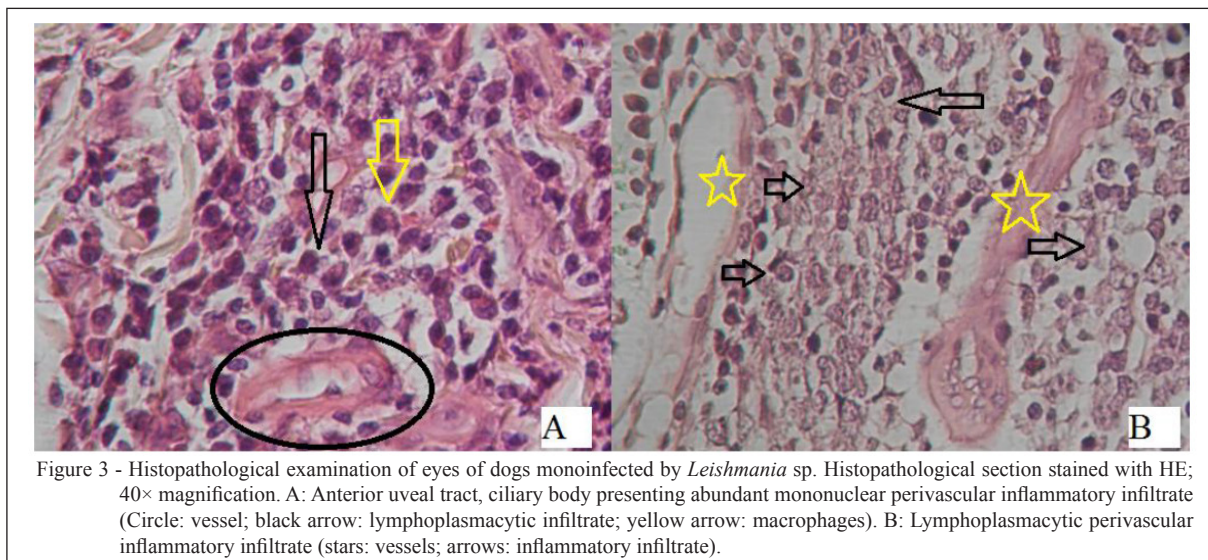 A
B
Figure 3 - Histopathological examination of eyes of dogs monoinfected by Leishmania sp. Histopathological section stained with HE;
40× magnification. A: Anterior uveal tract, ciliary body presenting abundant mononuclear perivascular inflammatory infiltrate
(Circle: vessel; black arrow: lymphoplasmacytic infiltrate; yellow arrow: macrophages). B: Lymphoplasmacytic perivascular
inflammatory infiltrate (stars: vessels; arrows: inflammatory infiltrate).